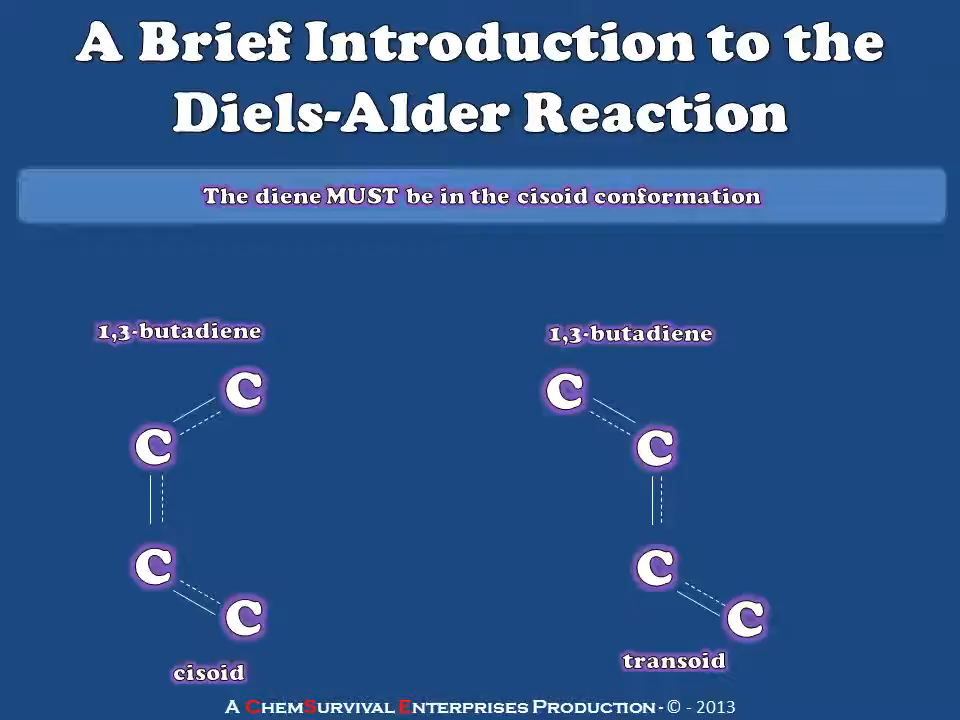 A Brief Introduction to the
Diels-Alder Reaction
The diene MUST be in the cisoid conformation
1,3-butadiene
1,3-butadiene
C
C
C
C
C
C
C
C
cisoid
transoid
A ChemSurvival Enterprises Production - © - 2013